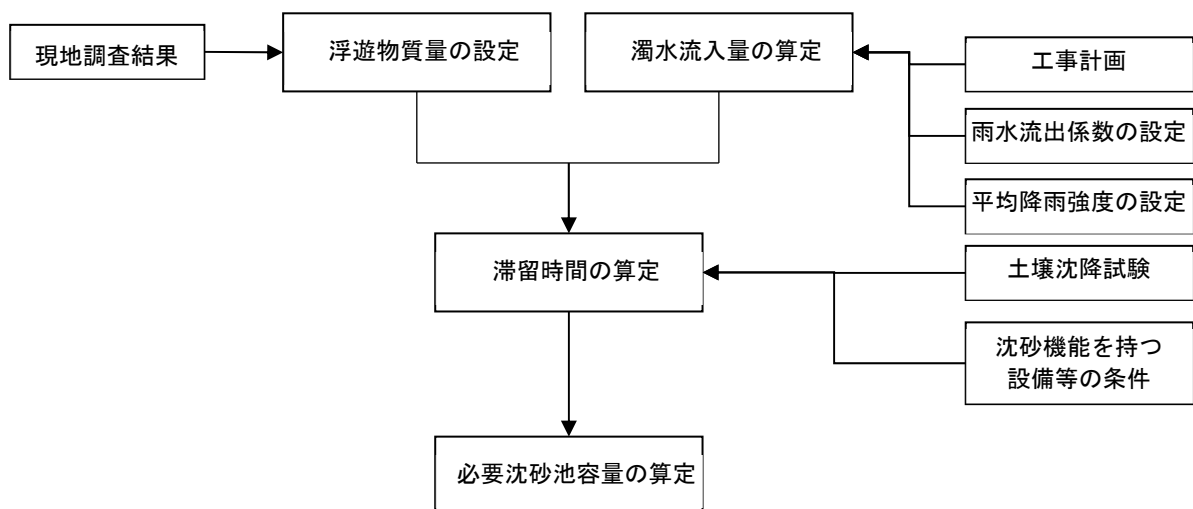 現地調査結果
浮遊物質量の設定
濁水流入量の算定
工事計画
雨水流出係数の設定
平均降雨強度の設定
滞留時間の算定
土壌沈降試験
沈砂機能を持つ
設備等の条件
必要沈砂池容量の算定